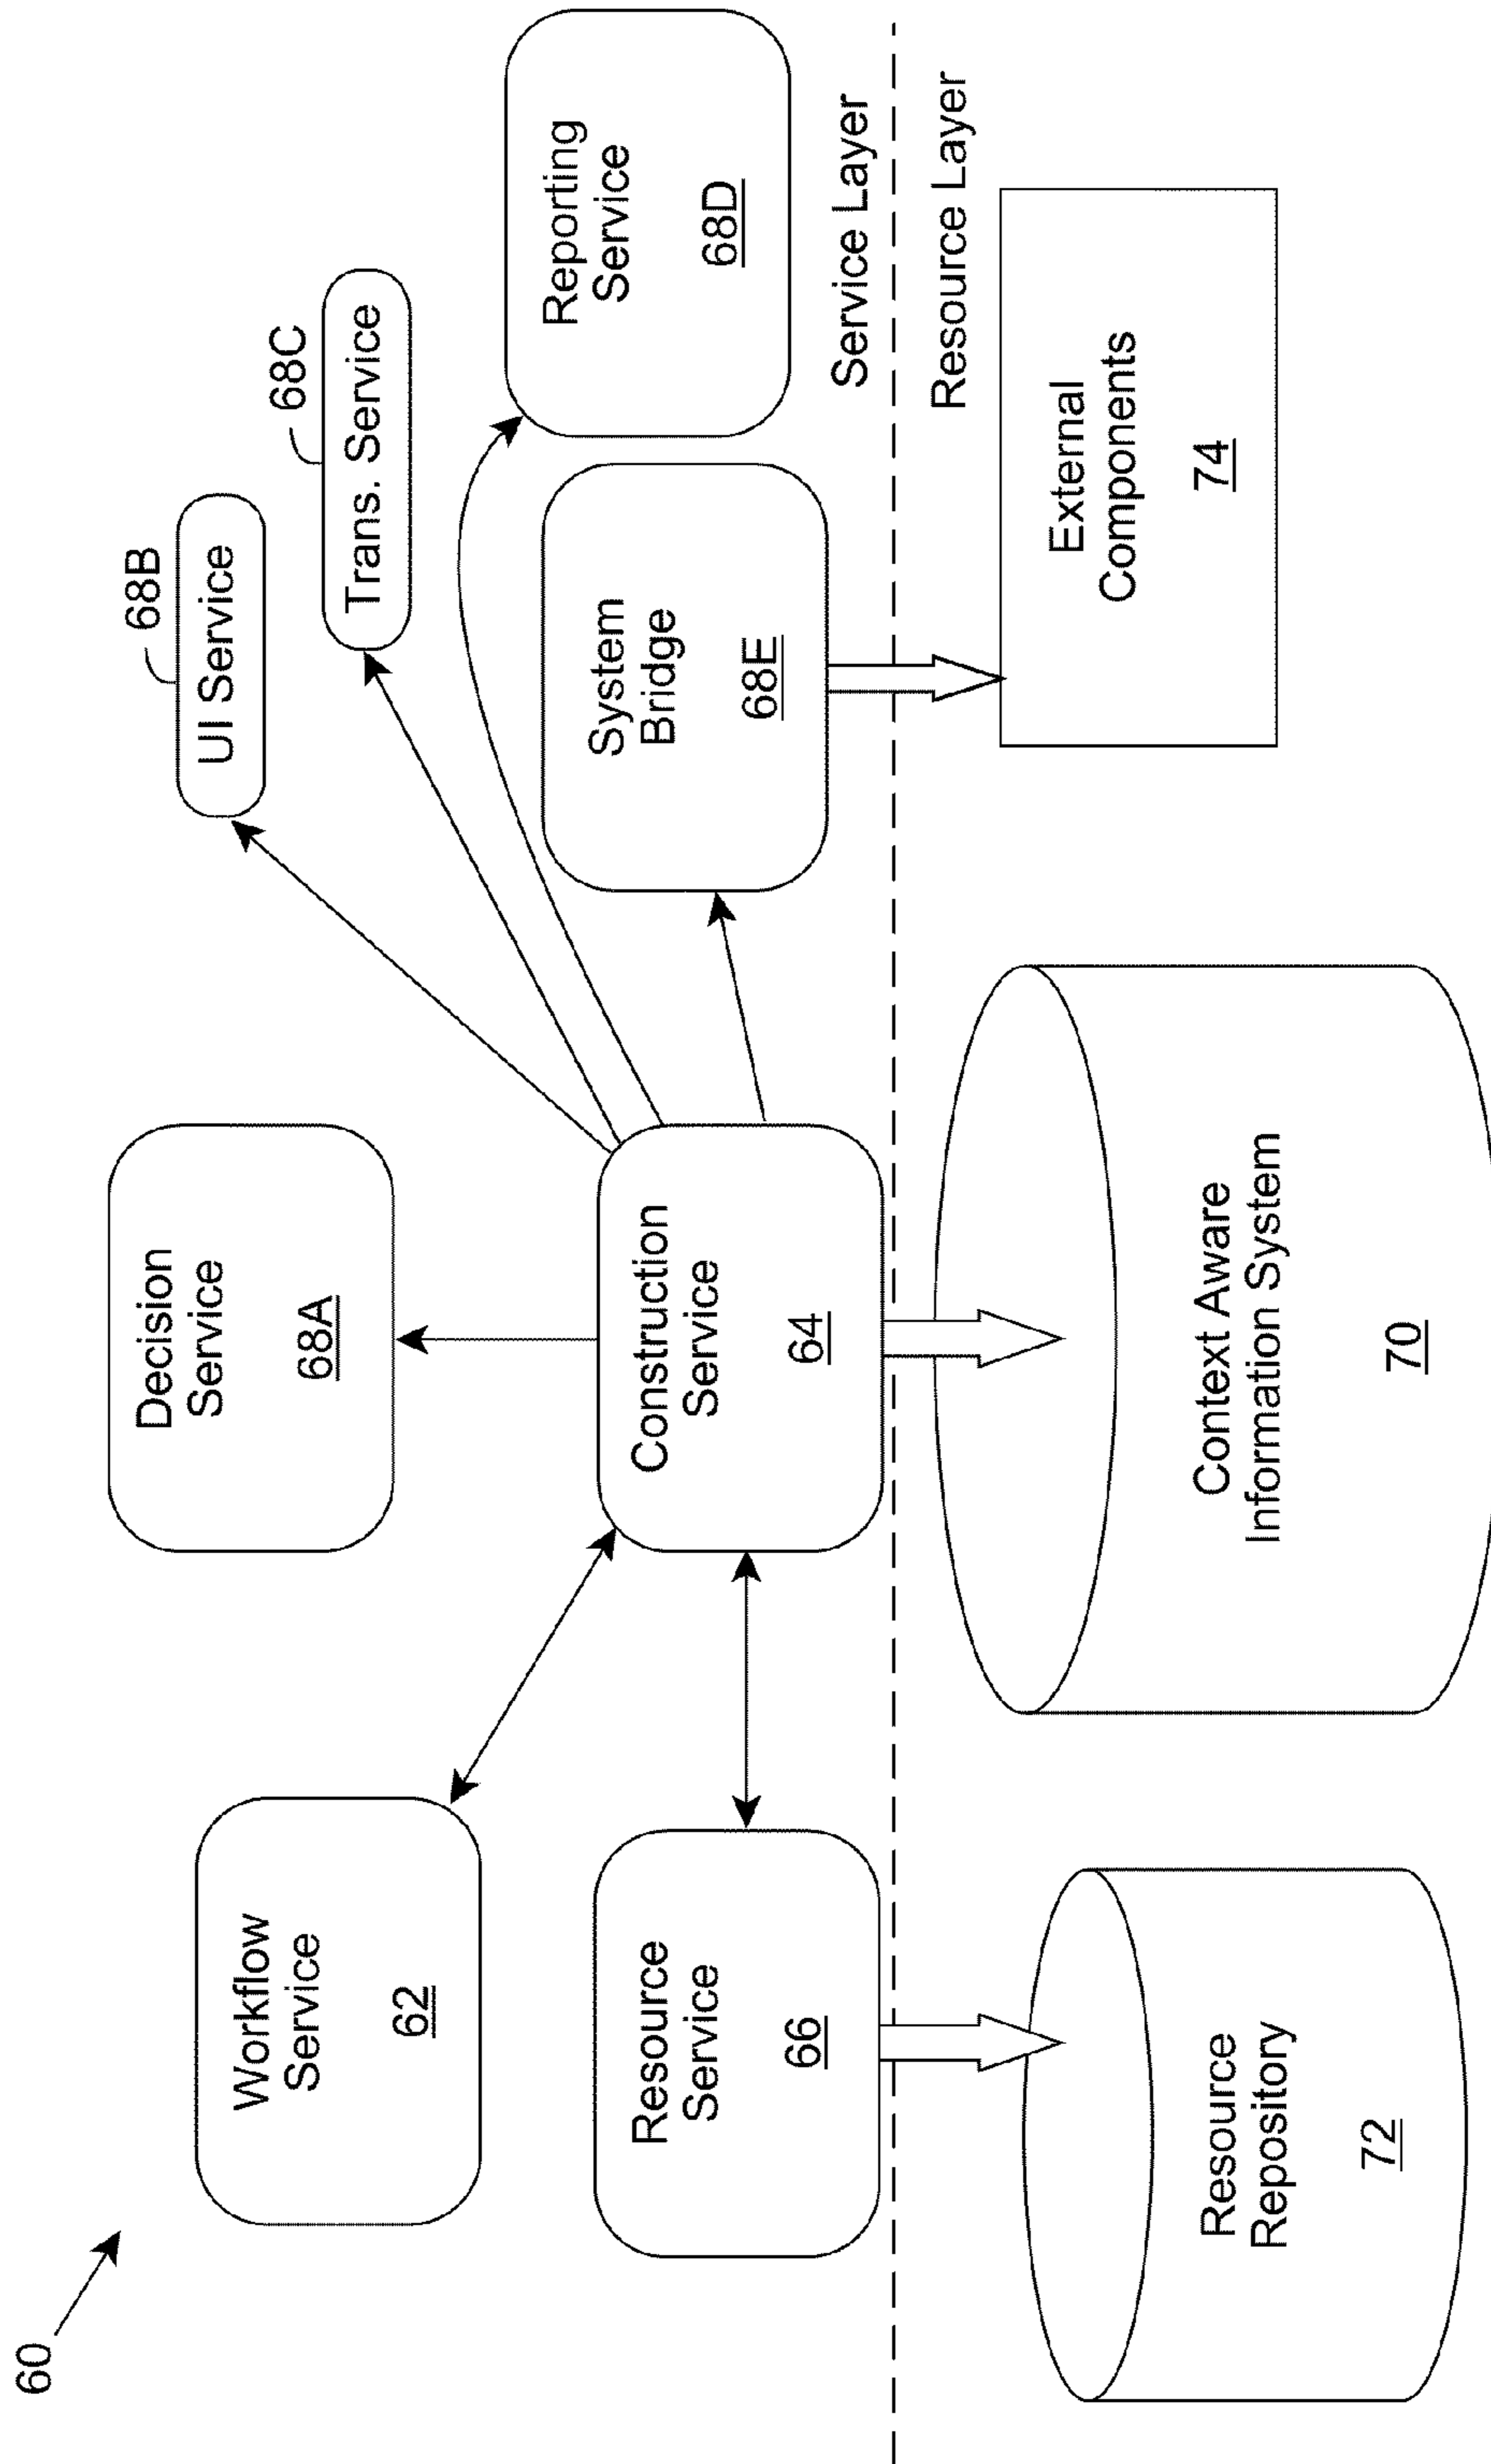 60
Workflow
Service
62
Decision
Service
68A
68B
UI Service
68C
Trans. Service
Resource
Service
66
Construction
Service
64
System
Bridge
68E
Reporting
Service
68D
Service Layer
Resource Layer
Resource
Repository
72
Context Aware
Information System
70
External
Components
74